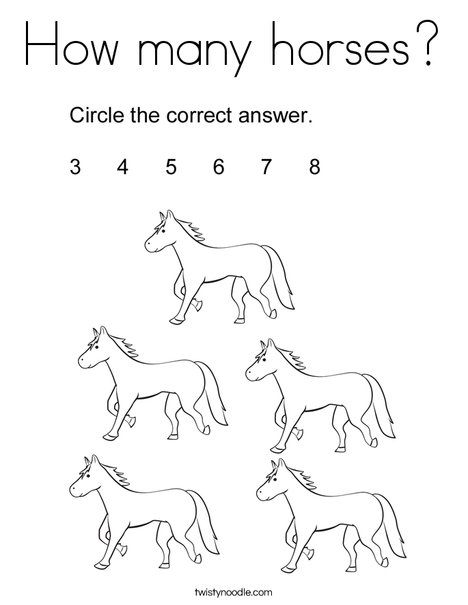 How many horses?
Circle the correct answer.
3 4 5 6 7 8
twistynoodle.com